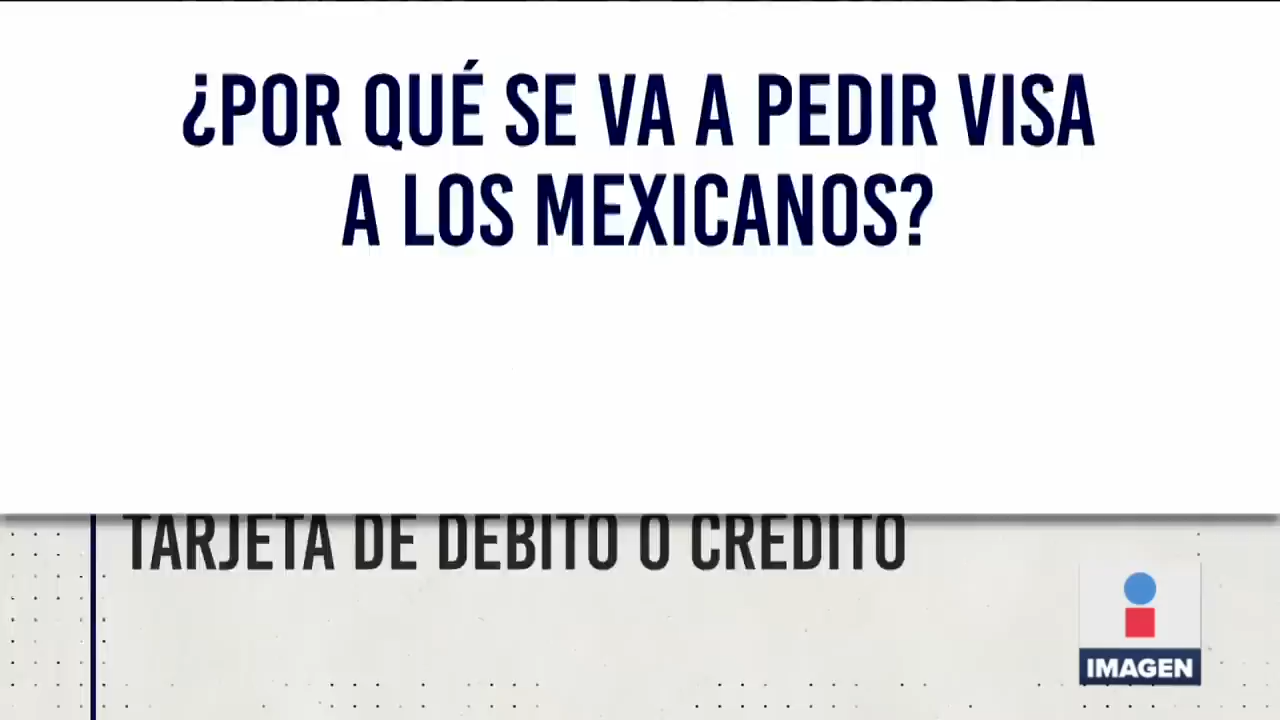 ¿POR QUÉ SE VA A PEDIR VISA
A LOS MEXICANOS?
TARJETA DE DEBITO O CREDITO
IMAGEN